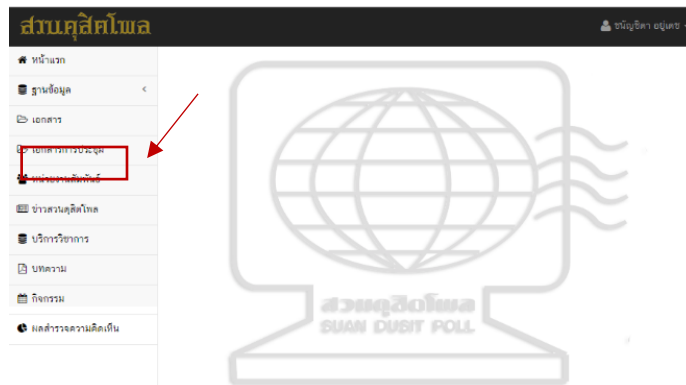 สวนดุสิตโพล
ชนัญชิดา อยู่เดช
หน้าแรก
ฐานข้อมูล
เอกสาร
เอกสารการประชุม
หน่วยงานสัมพันธ์
ข่าวสวนดุสิตโพล
บริการวิชาการ
บทความ
กิจกรรม
ผลสำรวจความคิดเห็น
สวนดุสิตโพล
SUAN DUSIT POLL